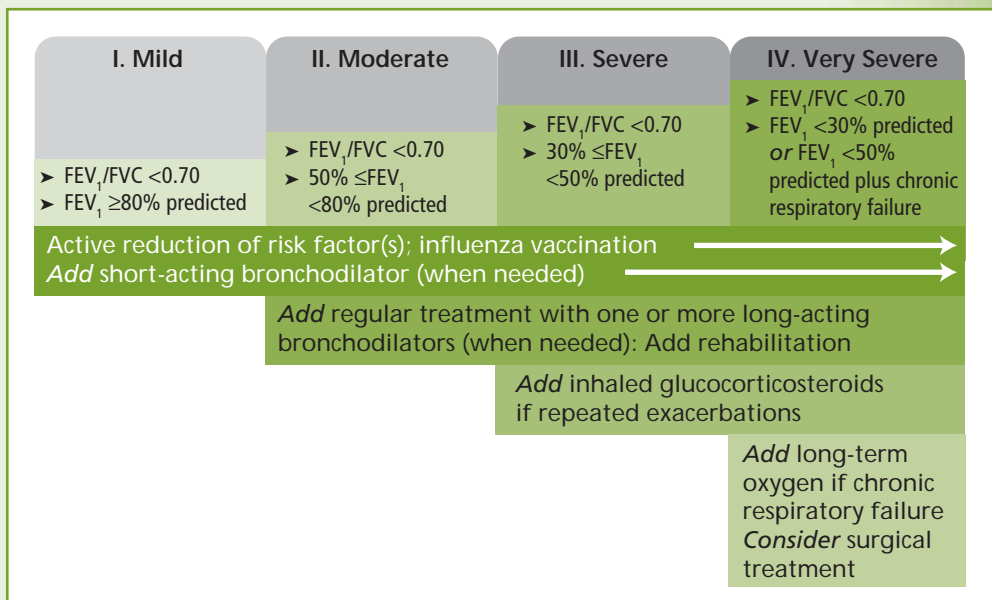 I. Mild
➤ FEV₁/FVC <0.70
➤ FEV₁ ≥80% predicted
II. Moderate
➤ FEV₁/FVC <0.70
➤ 50% ≤FEV₁
<80% predicted
III. Severe
➤ FEV₁/FVC <0.70
➤ 30% ≤FEV₁
<50% predicted
IV. Very Severe
➤ FEV₁/FVC <0.70
➤ FEV₁ <30% predicted
or FEV₁ <50%
predicted plus chronic
respiratory failure
Active reduction of risk factor(s); influenza vaccination
Add short-acting bronchodilator (when needed)
Add regular treatment with one or more long-acting
bronchodilators (when needed): Add rehabilitation
Add inhaled glucocorticosteroids
if repeated exacerbations
Add long-term
oxygen if chronic
respiratory failure
Consider surgical
treatment